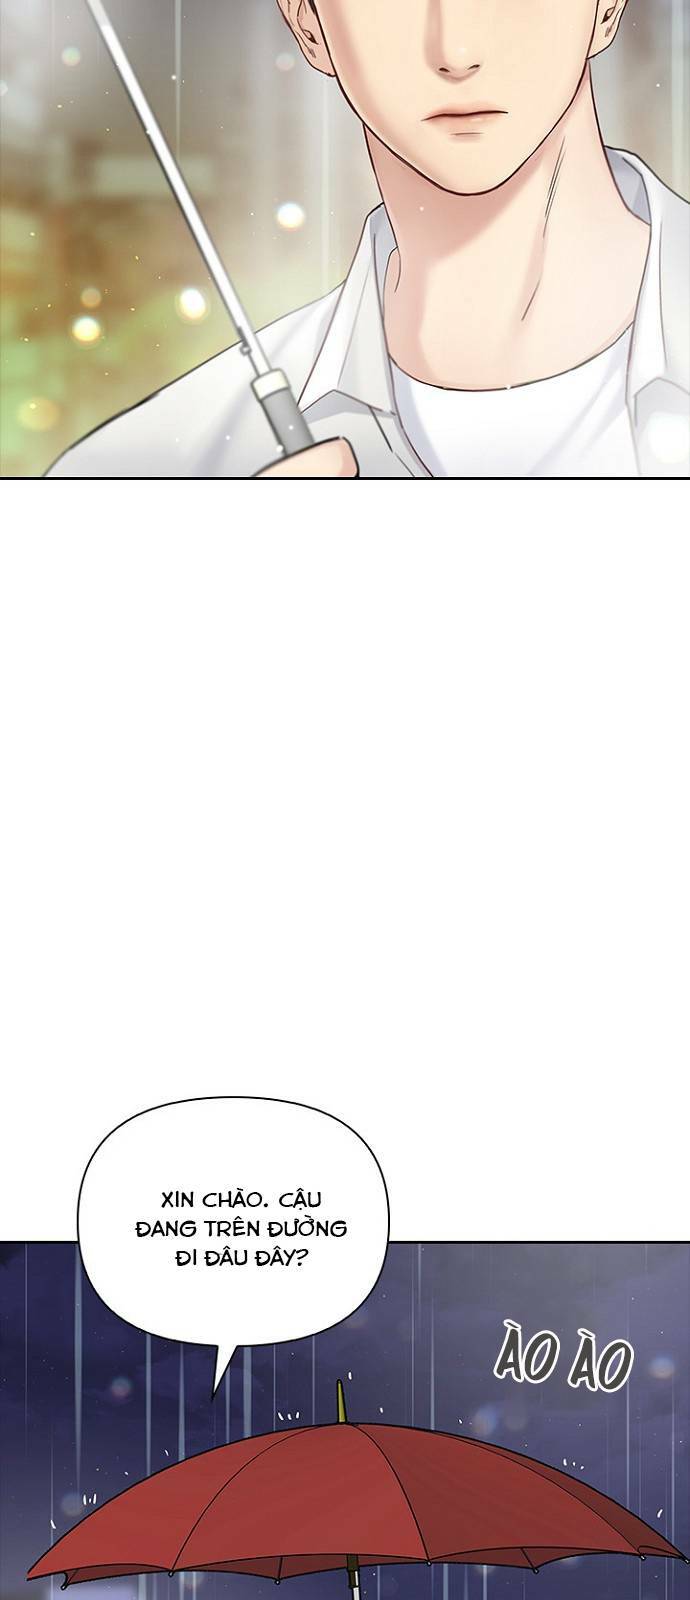 XIN CHÀO. CẬU
ĐANG TRÊN ĐƯỜNG
ĐI ĐÂU ĐÂY?
ÀO ÀO